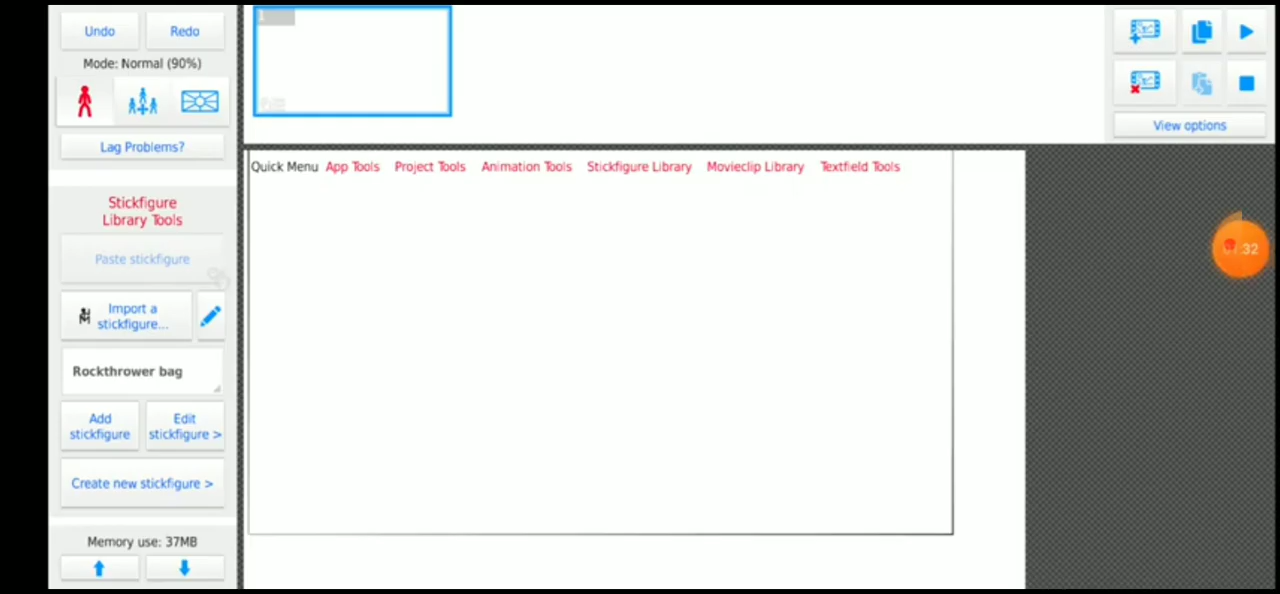 Undo
Redo
Mode: Normal (90%)
Lag Problems?
Stickfigure
Library Tools
Paste stickfigure
Import a
stickfigure...
Rockthrower bag
Add
stickfigure
Edit
stickfigure >
Create new stickfigure >
Memory use: 37MB
1
View options
Quick Menu App Tools Project Tools Animation Tools Stickfigure Library Movieclip Library Textfield Tools